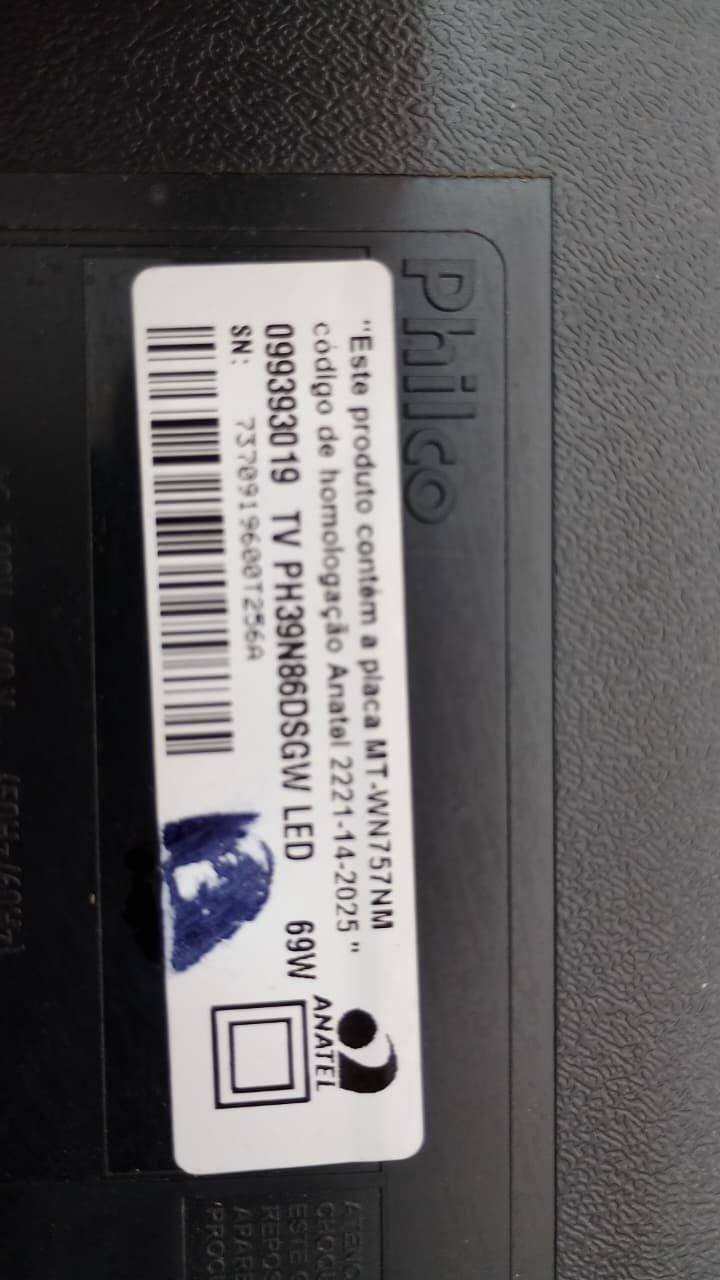 Philco
"Este produto contém a placa MT-WN757NM
código de homologação Anatel 2221-14-2025"
099393019 TV PH39N86DSGW LED 69W
SN: 7370919600T256A
ANATEL